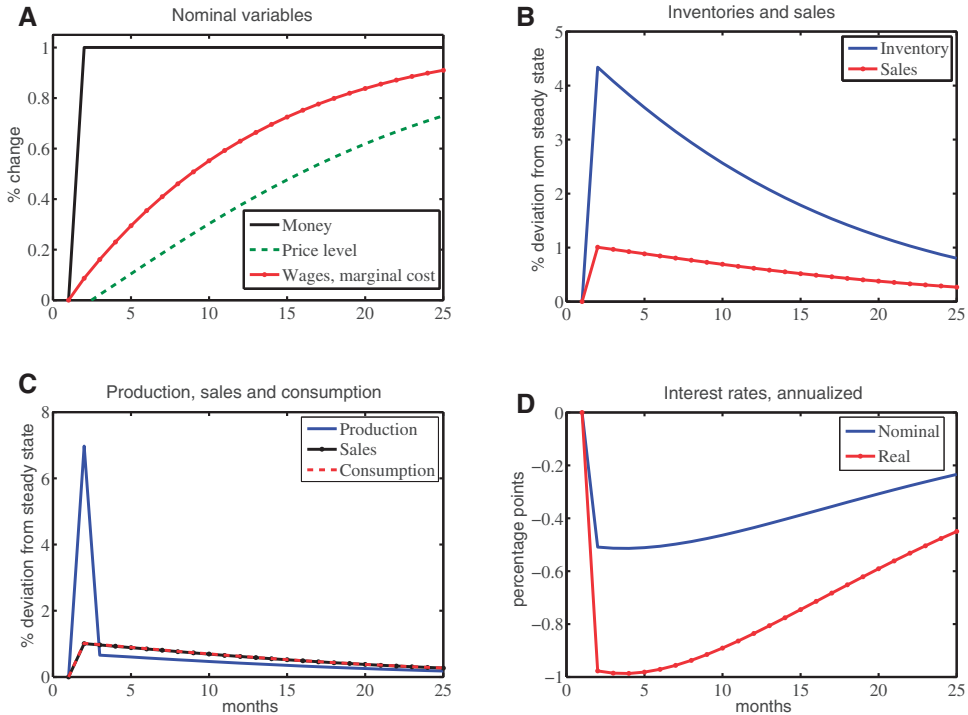 A
Nominal variables
% change
1
0.8
0.6
0.4
0.2
0
0
5
10
15
20
25
Money
Price level
Wages, marginal cost
B
Inventories and sales
% deviation from steady state
5
4
3
2
1
0
0
5
10
15
20
25
Inventory
Sales
C
Production, sales and consumption
% deviation from steady state
8
6
4
2
0
0
5
10
15
20
25
months
Production
Sales
Consumption
D
Interest rates, annualized
percentage points
0
−0.2
−0.4
−0.6
−0.8
−1
0
5
10
15
20
25
months
Nominal
Real